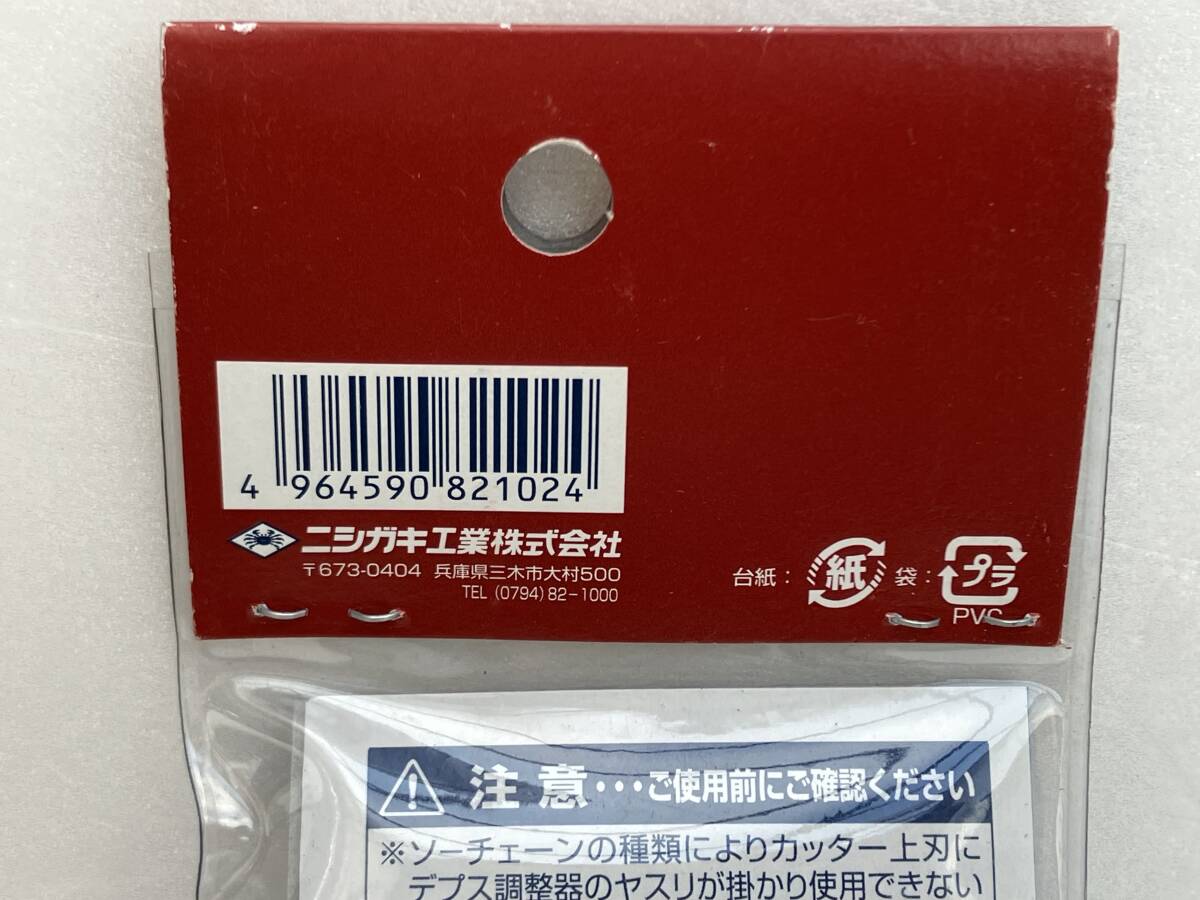 4 964590 821024
ニシガキ工業株式会社
〒673-0404 兵庫県三木市大村500
TEL (0794) 82-1000
台紙： 紙 袋： プラ
PVC
注意･･･ご使用前にご確認ください
※ソーチェーンの種類によりカッター上刃に
デプス調整器のヤスリが掛かり使用できない